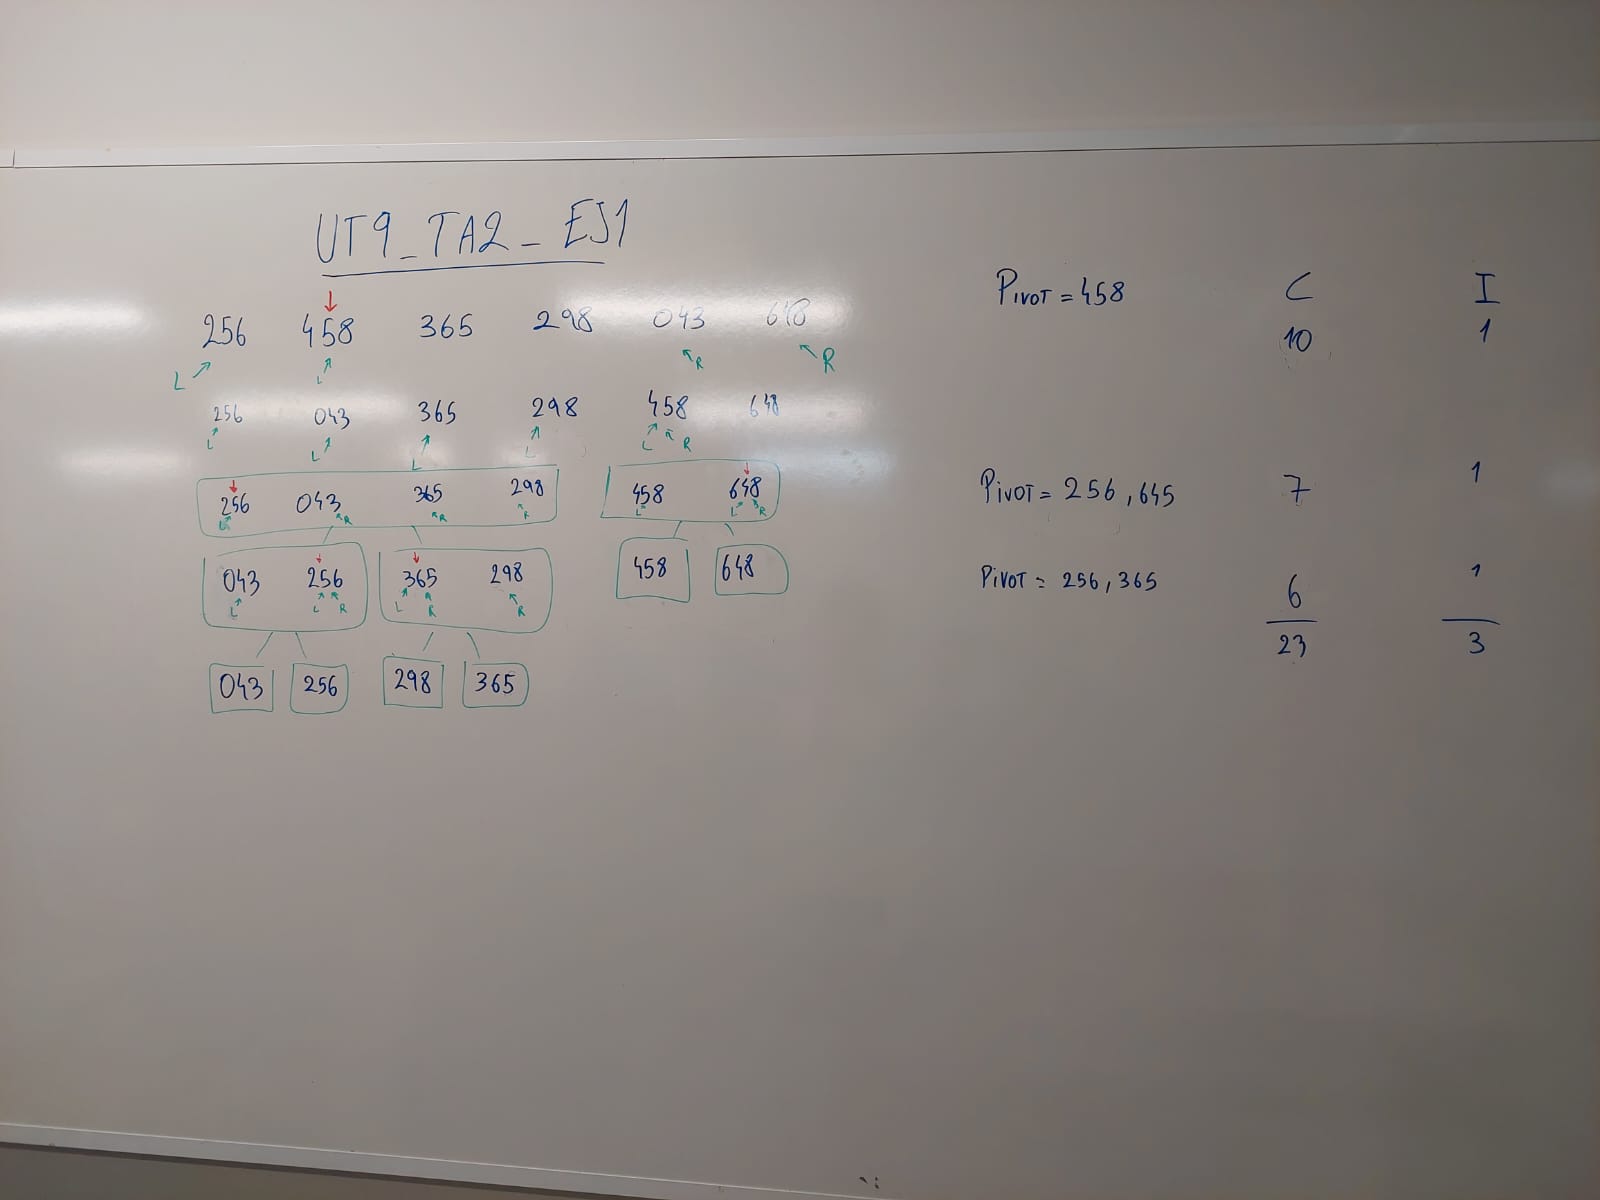 UT9_TA2_EJ1
256 458 365 298 043 648
L L R R
256 043 365 298 458 648
L L L L L R
256 043 365 298 458 648
L R R R L L R
043 256 365 298 458 648
L L R L R R
043 256 298 365
PIVOT = 458 C I
10 1
PIVOT = 256, 645 7 1
PIVOT = 256, 365 6 1
23 3